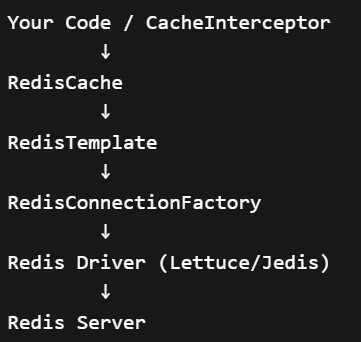 Your Code / CacheInterceptor
↓
RedisCache
↓
RedisTemplate
↓
RedisConnectionFactory
↓
Redis Driver (Lettuce/Jedis)
↓
Redis Server